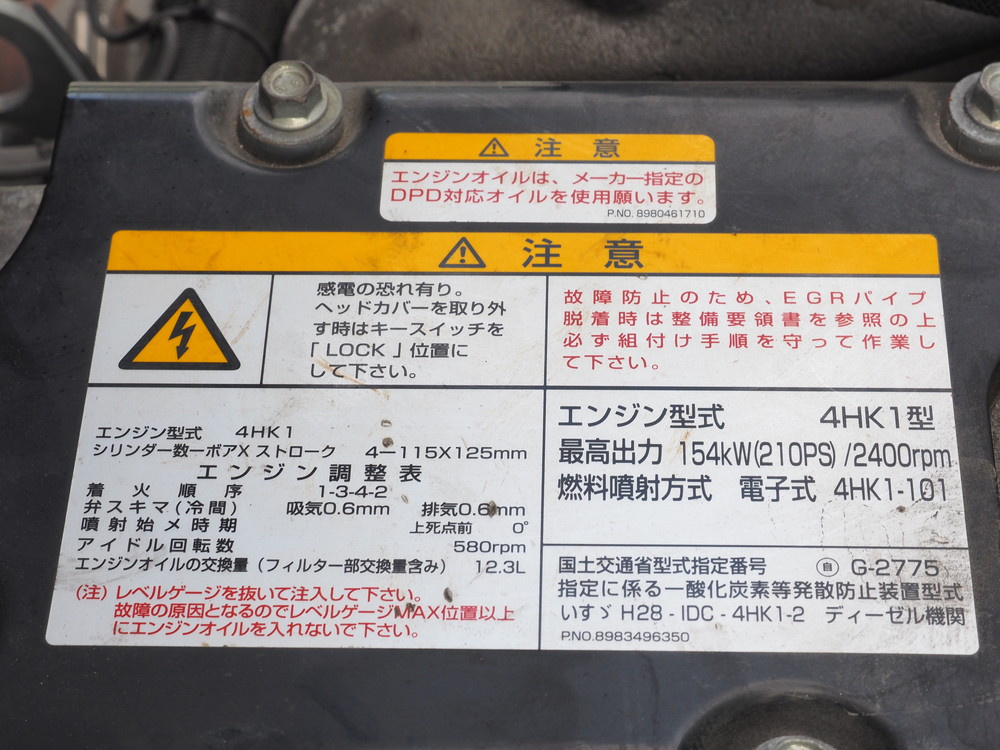 ⚠ 注意
エンジンオイルは、メーカー指定の
DPD対応オイルを使用願います。
P.NO. 8980461710
⚠ 注意
感電の恐れ有り。
ヘッドカバーを取り外
す時はキースイッチを
「LOCK」位置に
して下さい。
故障防止のため、EGRパイプ
脱着時は整備要領書を参照の上
必ず組付け手順を守って作業し
て下さい。
エンジン型式 4HK1
シリンダー数ーボアX ストローク 4ー115X125mm
エンジン調整表
着火順序 1-3-4-2
弁スキマ(冷間) 吸気0.6mm 排気0.6mm
噴射始メ時期 上死点前 0°
アイドル回転数 580rpm
エンジンオイルの交換量(フィルター部交換量含み) 12.3L
(注)レベルゲージを抜いて注入して下さい。
故障の原因となるのでレベルゲージMAX位置以上
にエンジンオイルを入れないで下さい。
エンジン型式 4HK1型
最高出力 154kW(210PS)/2400rpm
燃料噴射方式 電子式 4HK1-101
国土交通省型式指定番号 ㊐ G-2775
指定に係る一酸化炭素等発散防止装置型式
いすゞ H28-IDC-4HK1-2 ディーゼル機関
P.NO.8983496350